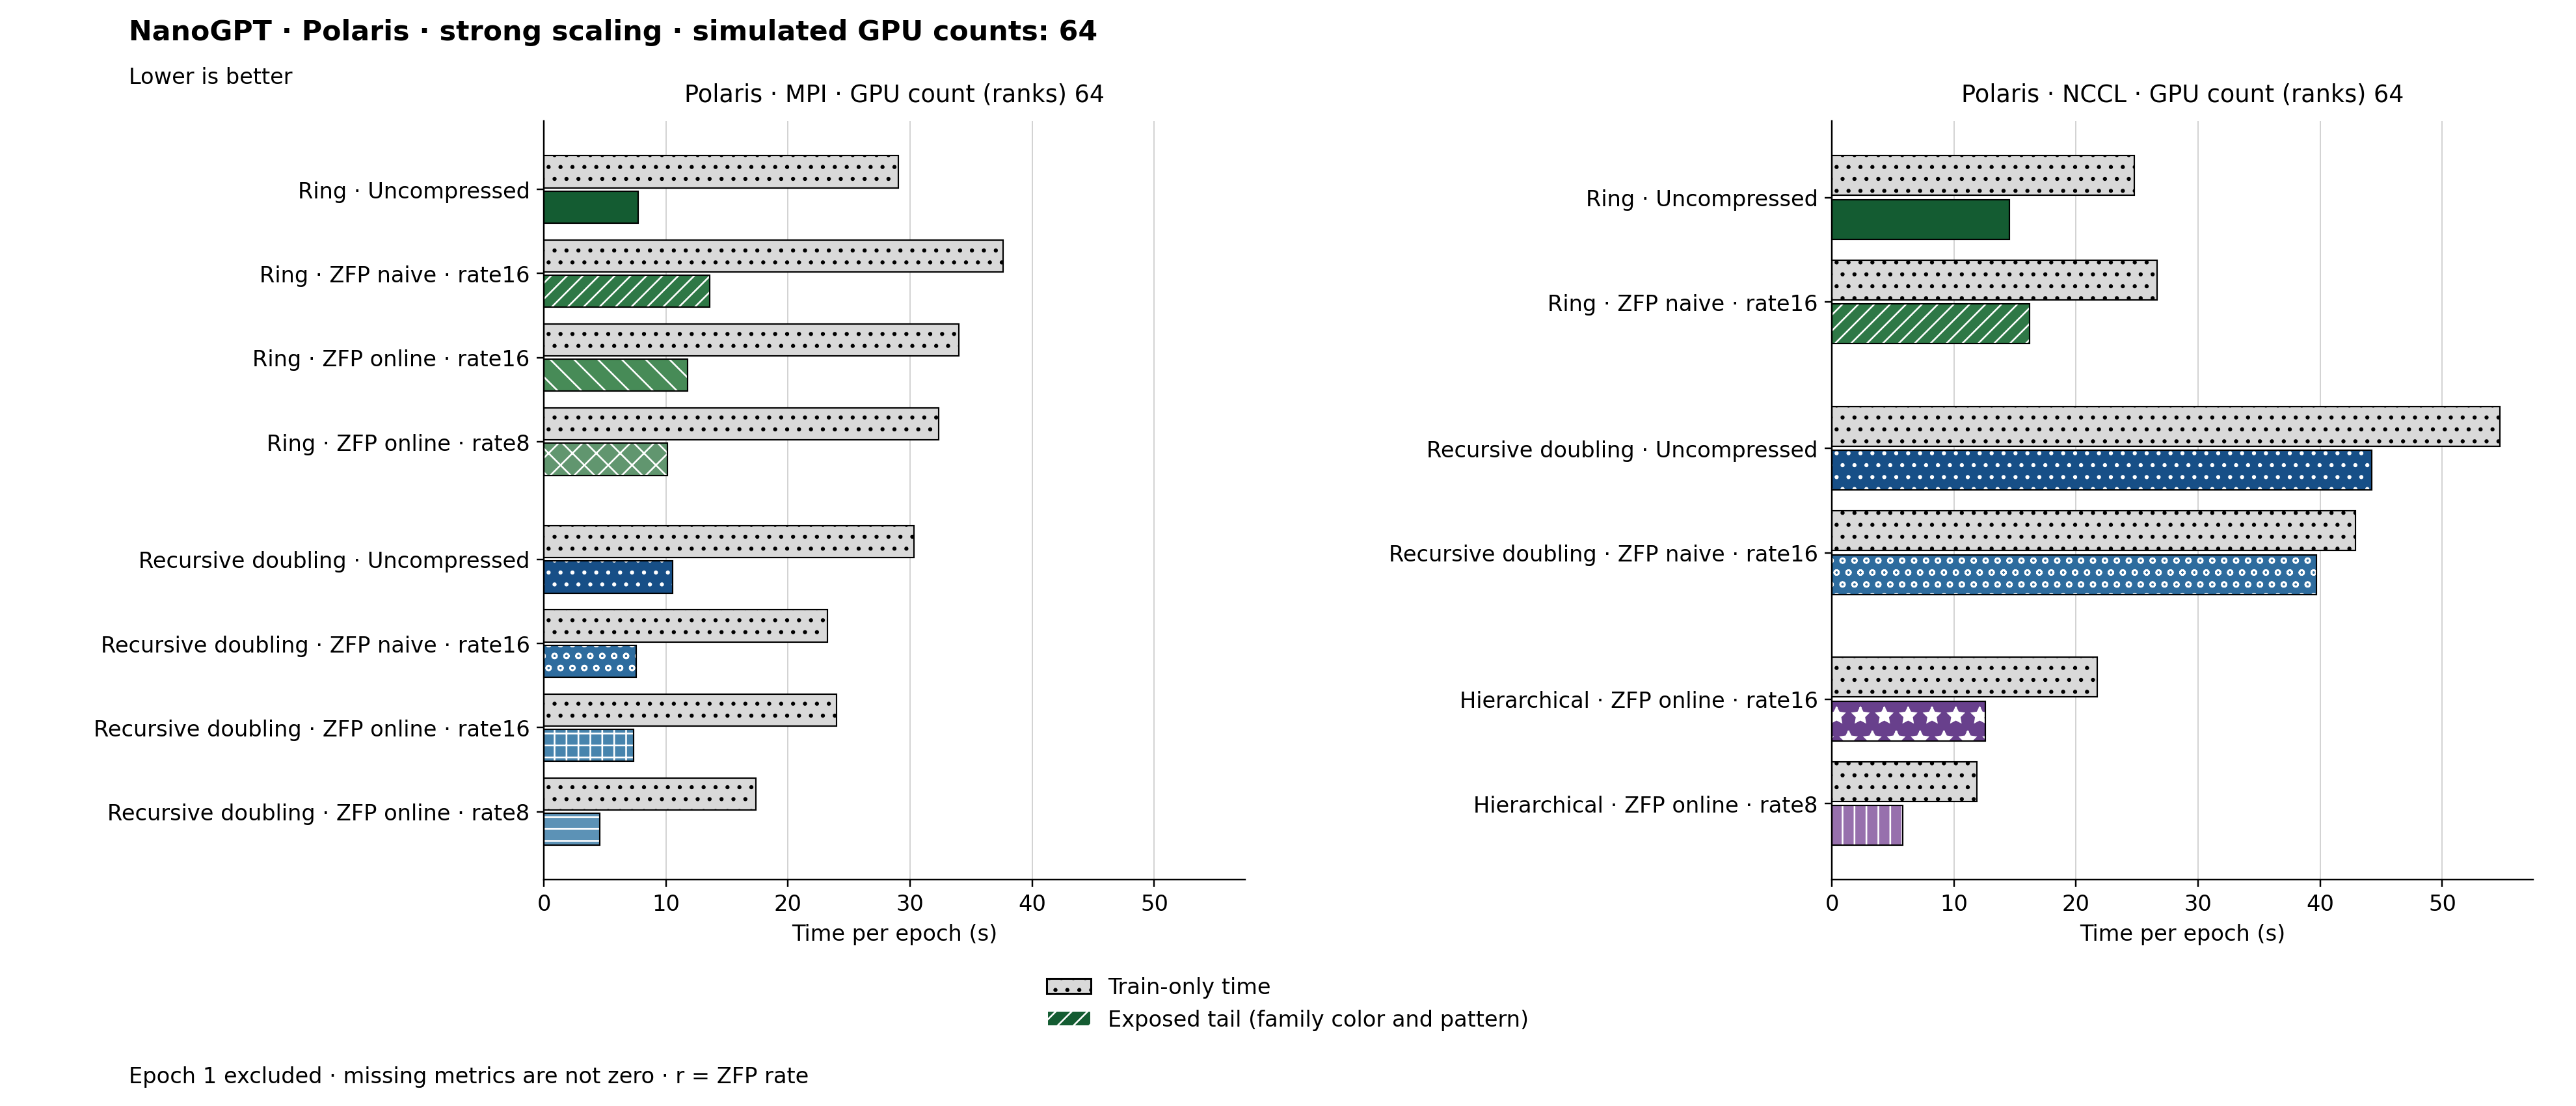 NanoGPT · Polaris · strong scaling · simulated GPU counts: 64
Lower is better
Polaris · MPI · GPU count (ranks) 64
Ring · Uncompressed
Ring · ZFP naive · rate16
Ring · ZFP online · rate16
Ring · ZFP online · rate8
Recursive doubling · Uncompressed
Recursive doubling · ZFP naive · rate16
Recursive doubling · ZFP online · rate16
Recursive doubling · ZFP online · rate8
0 10 20 30 40 50
Time per epoch (s)
Polaris · NCCL · GPU count (ranks) 64
Ring · Uncompressed
Ring · ZFP naive · rate16
Recursive doubling · Uncompressed
Recursive doubling · ZFP naive · rate16
Hierarchical · ZFP online · rate16
Hierarchical · ZFP online · rate8
0 10 20 30 40 50
Time per epoch (s)
Train-only time
Exposed tail (family color and pattern)
Epoch 1 excluded · missing metrics are not zero · r = ZFP rate